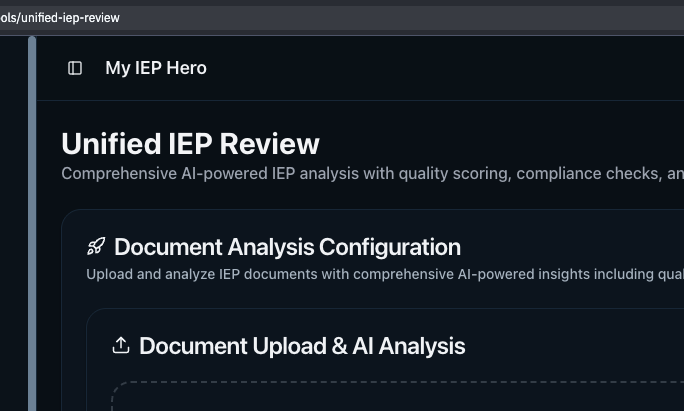 ols/unified-iep-review
My IEP Hero
Unified IEP Review
Comprehensive AI-powered IEP analysis with quality scoring, compliance checks, an
Document Analysis Configuration
Upload and analyze IEP documents with comprehensive AI-powered insights including qual
Document Upload & AI Analysis